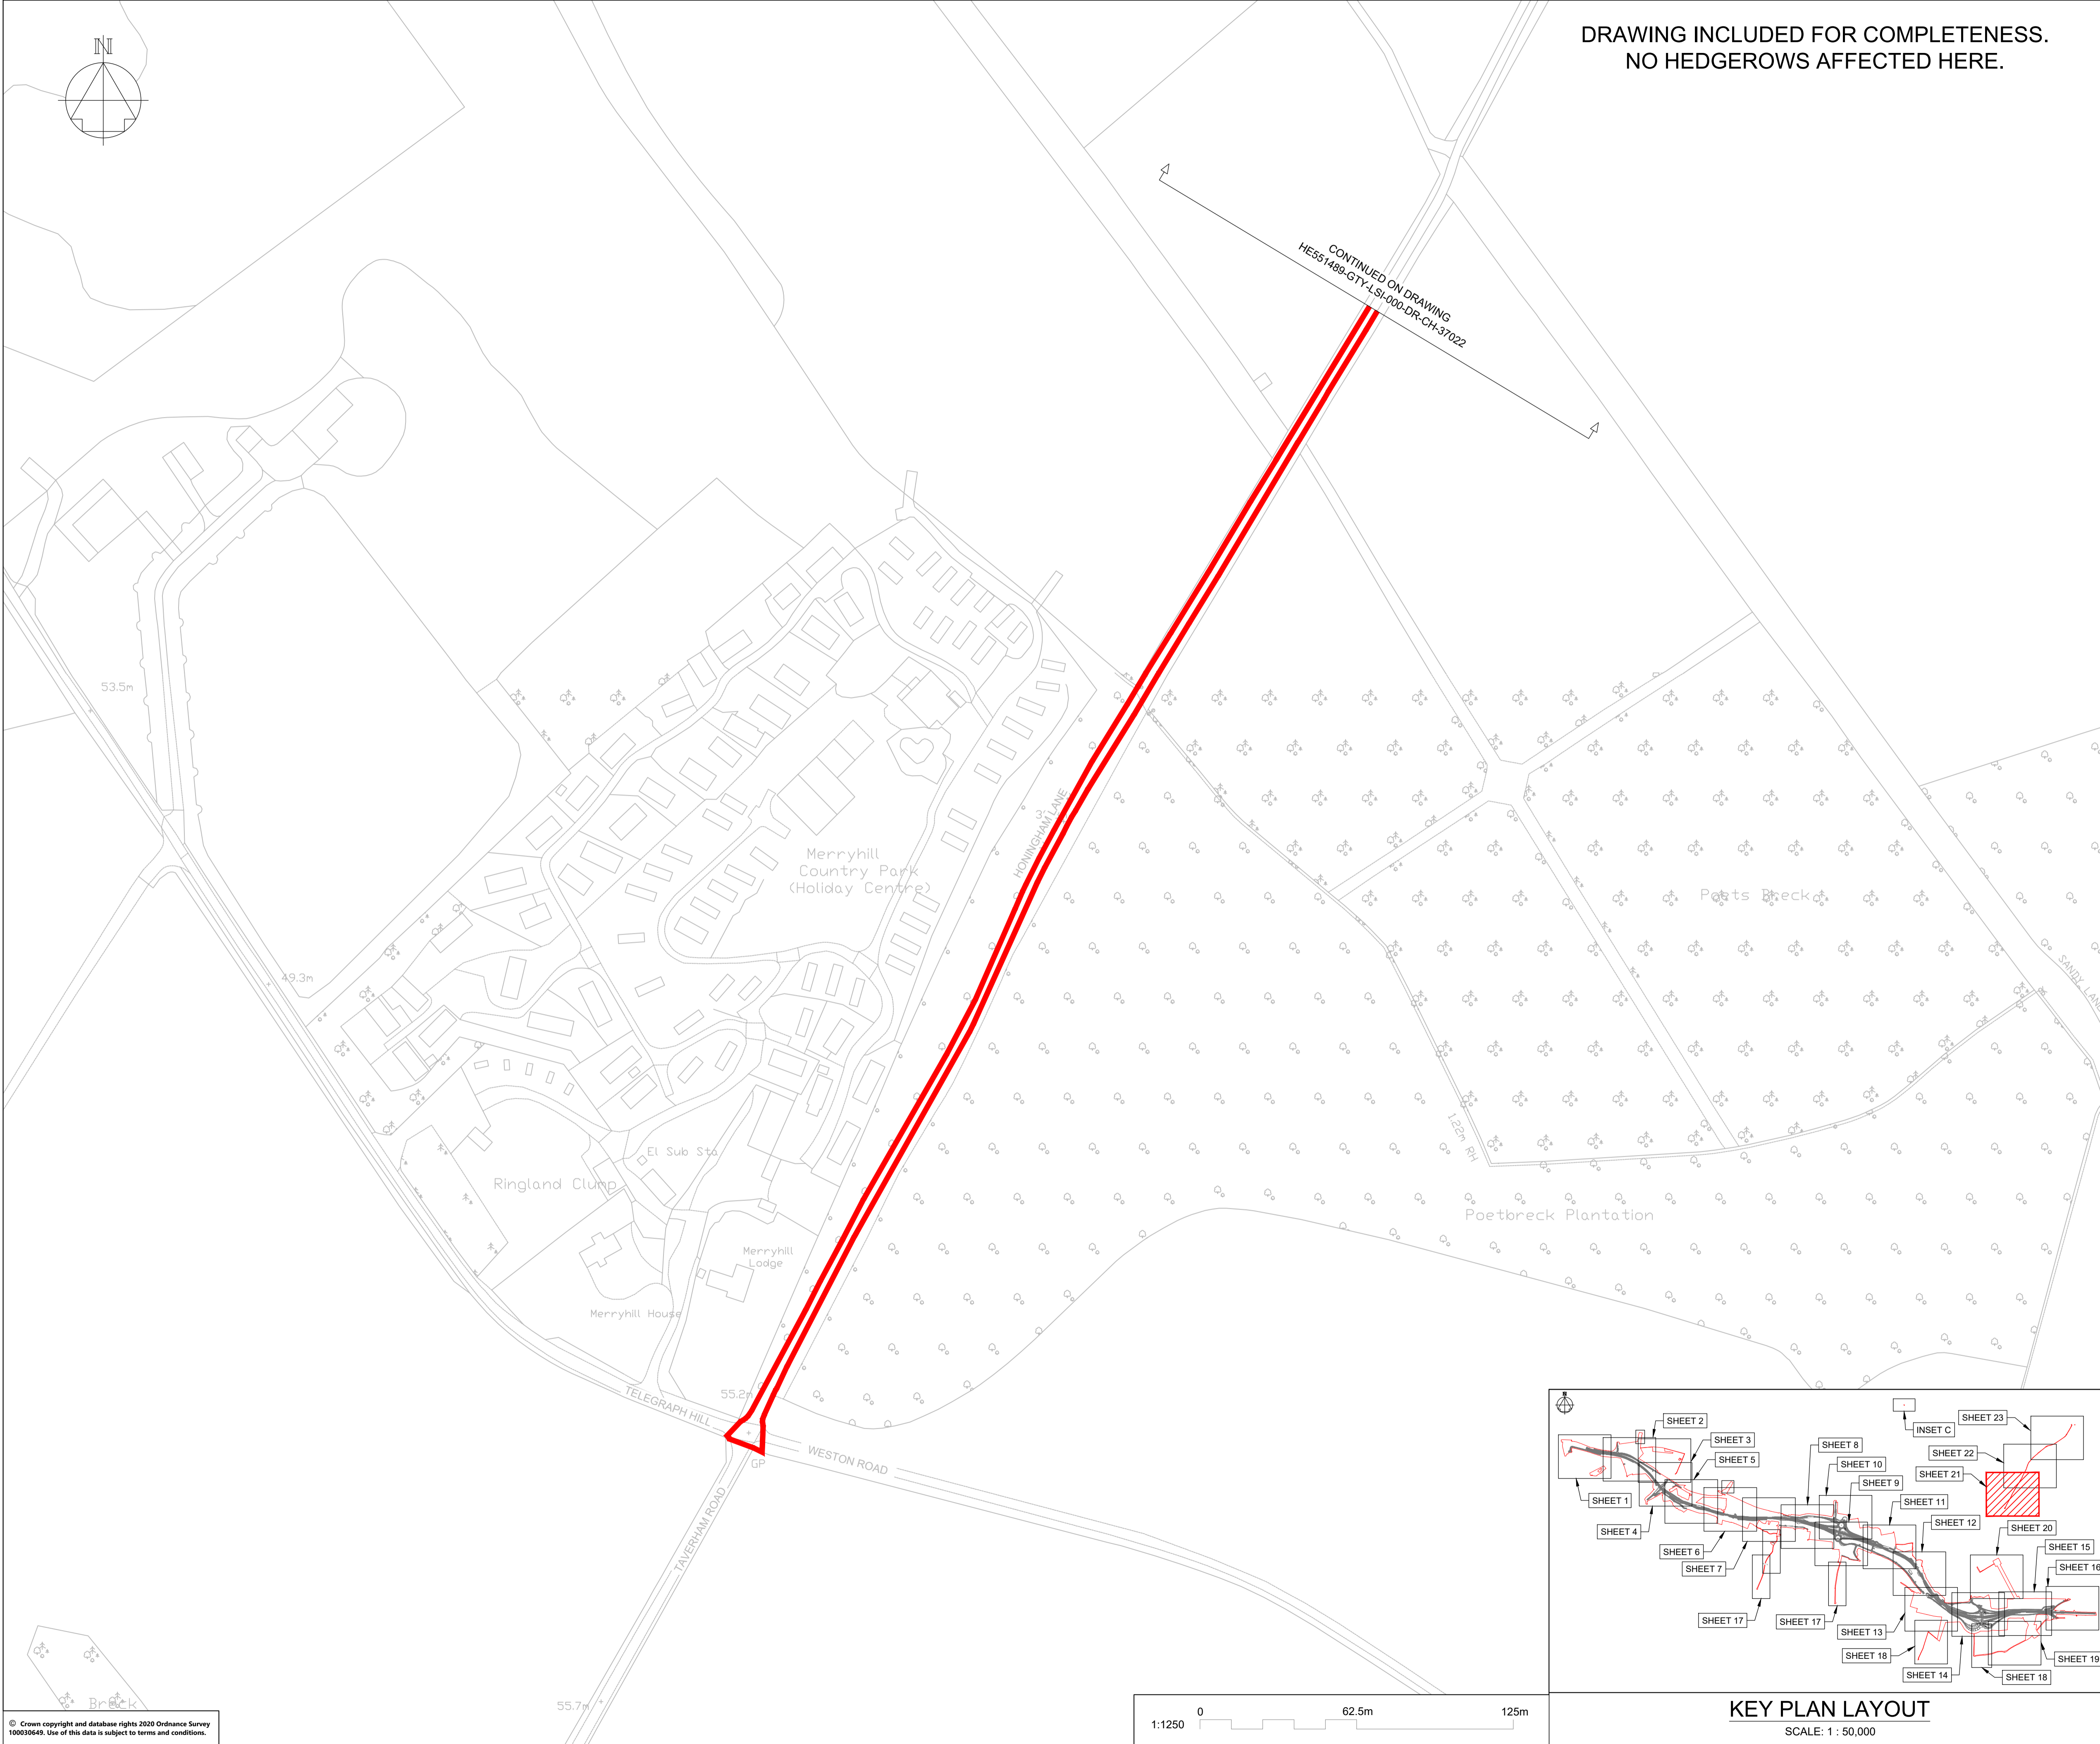 N
DRAWING INCLUDED FOR COMPLETENESS.
NO HEDGEROWS AFFECTED HERE.
CONTINUED ON DRAWING
HE551489-GTY-LSI-000-DR-CH-37022
53.5m
HONINGHAM LANE
Merryhill
Country Park
(Holiday Centre)
Poets Breck
49.3m
SANDY LANE
1.22m RH
El Sub Sta
Ringland Clump
Poetbreck Plantation
Merryhill
Lodge
Merryhill House
55.2m
TELEGRAPH HILL
WESTON ROAD
GP
TAVERHAM ROAD
55.7m
Breck
N
SHEET 2
INSET C
SHEET 23
SHEET 3
SHEET 8
SHEET 22
SHEET 5
SHEET 10
SHEET 21
SHEET 9
SHEET 1
SHEET 11
SHEET 4
SHEET 12
SHEET 20
SHEET 6
SHEET 15
SHEET 7
SHEET 16
SHEET 17
SHEET 17
SHEET 13
SHEET 18
SHEET 19
SHEET 14
SHEET 18
KEY PLAN LAYOUT
SCALE: 1 : 50,000
1:1250
0
62.5m
125m
© Crown copyright and database rights 2020 Ordnance Survey
100030649. Use of this data is subject to terms and conditions.